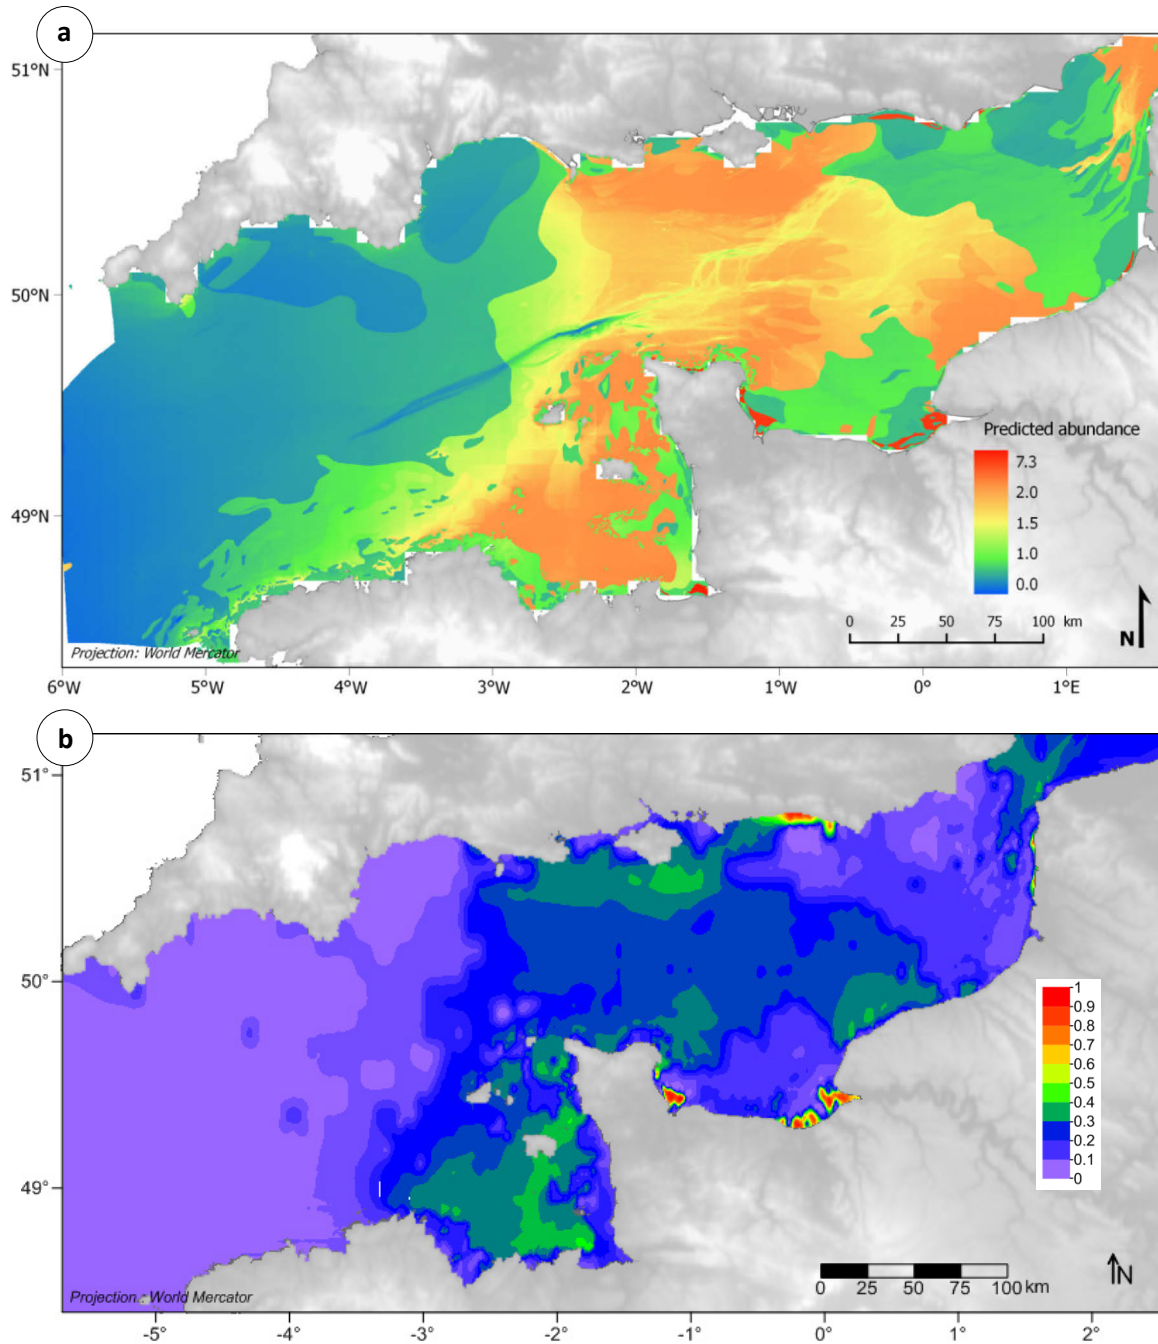 a
51°N
50°N
49°N
Predicted abundance
7.3
2.0
1.5
1.0
0.0
0 25 50 75 100 km
N
Projection: World Mercator
6°W 5°W 4°W 3°W 2°W 1°W 0° 1°E
b
51°
50°
49°
1
0.9
0.8
0.7
0.6
0.5
0.4
0.3
0.2
0.1
0
0 25 50 75 100 km
N
Projection : World Mercator
-5° -4° -3° -2° -1° 0° 1° 2°